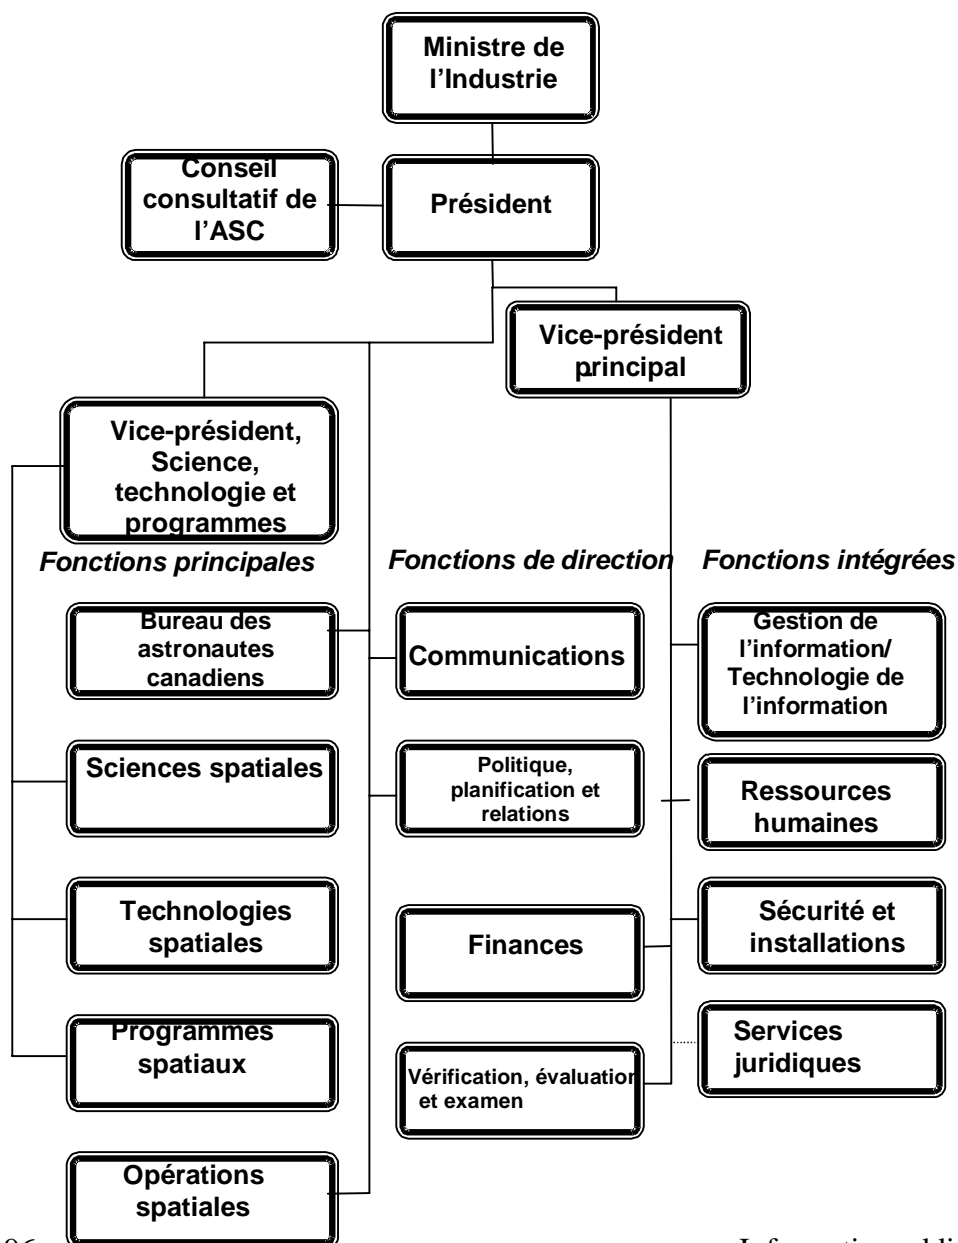 Ministre de
l'Industrie
Conseil
consultatif de
l'ASC
Président
Vice-président
principal
Vice-président,
Science,
technologie et
programmes
Fonctions principales
Fonctions de direction
Fonctions intégrées
Bureau des
astronautes
canadiens
Communications
Gestion de
l'information/
Technologie de
l'information
Sciences spatiales
Politique,
planification et
relations
Ressources
humaines
Technologies
spatiales
Finances
Sécurité et
installations
Programmes
spatiaux
Vérification, évaluation
et examen
Services
juridiques
Opérations
spatiales